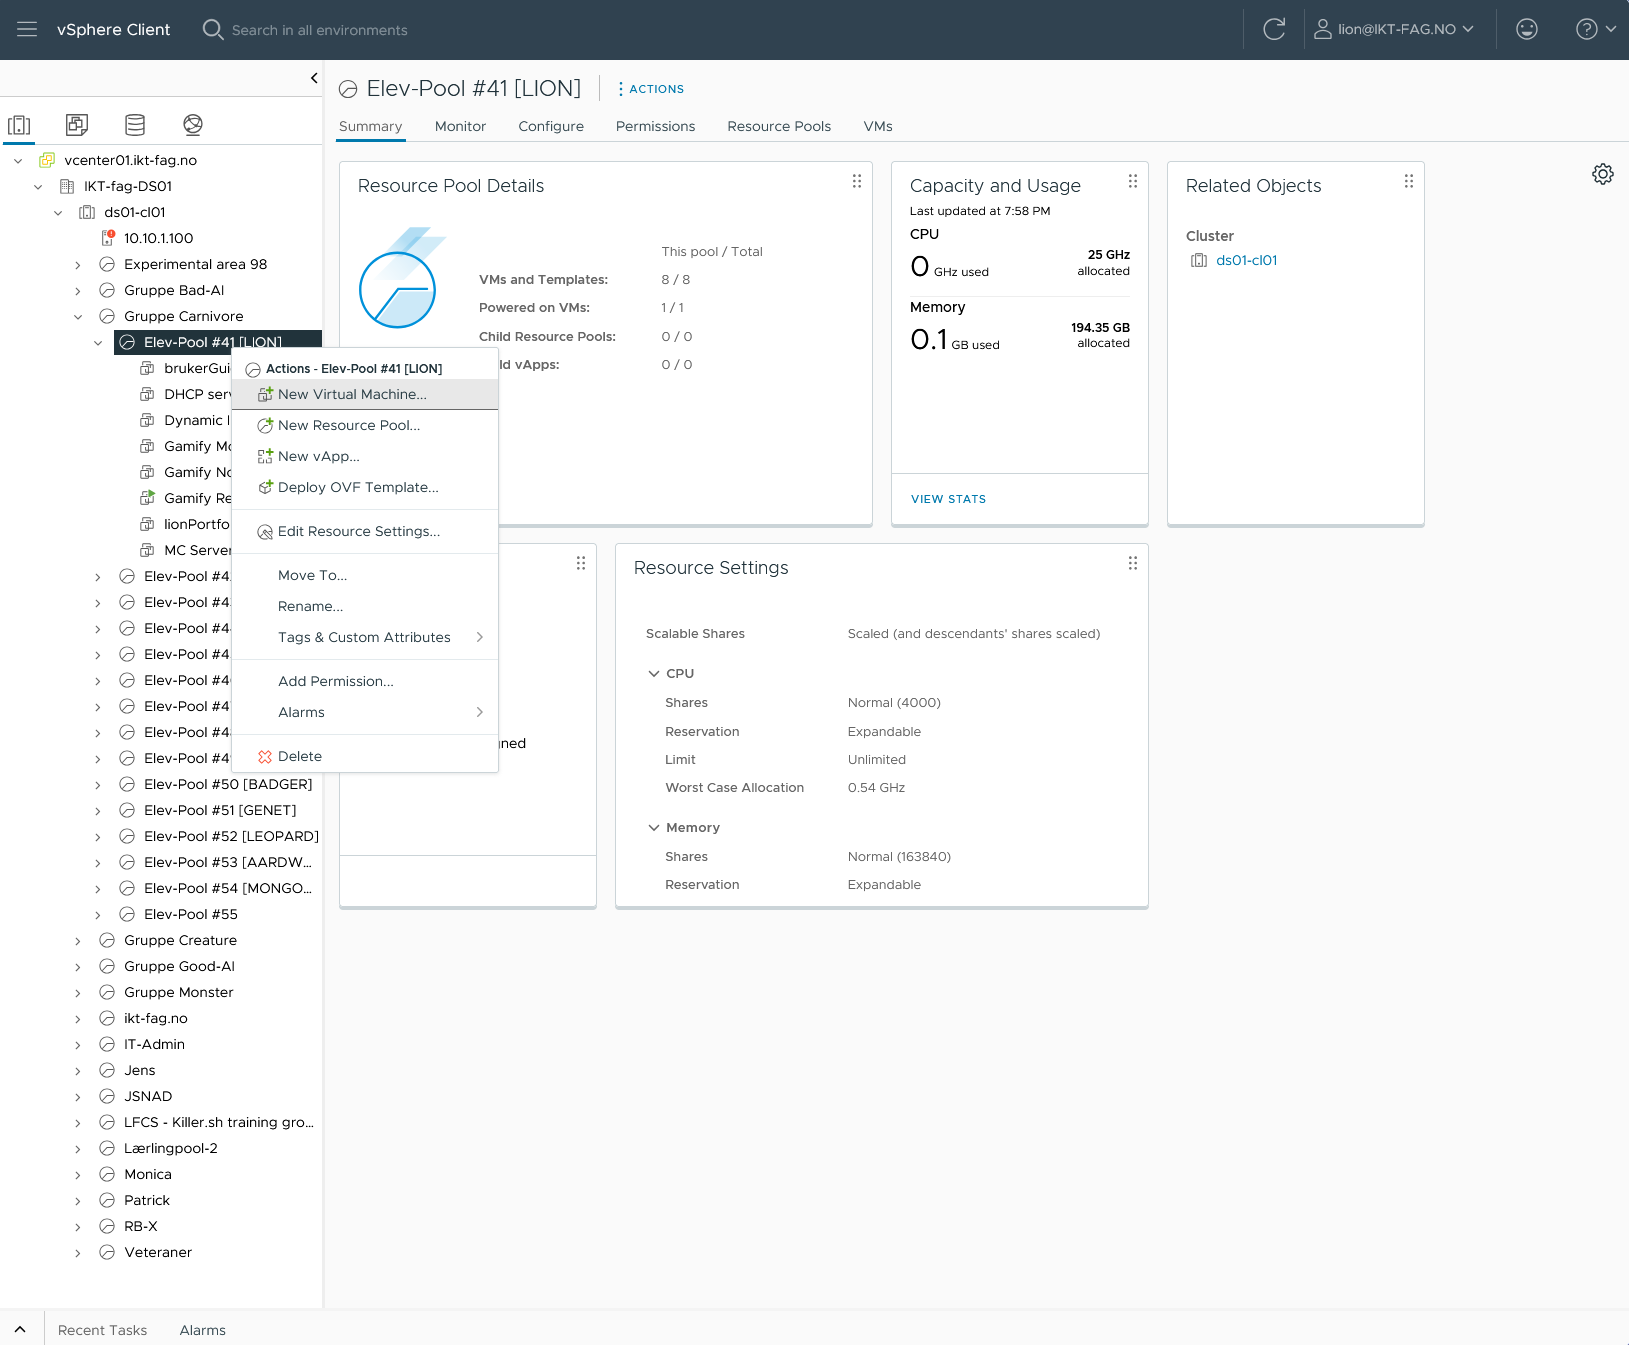 vSphere Client
Search in all environments
lion@IKT-FAG.NO
Elev-Pool #41 [LION]
ACTIONS
Summary Monitor Configure Permissions Resource Pools VMs
vcenter01.ikt-fag.no
IKT-fag-DS01
ds01-cl01
10.10.1.100
Experimental area 98
Gruppe Bad-AI
Gruppe Carnivore
Elev-Pool #41 [LION]
brukerGui
DHCP serv
Dynamic
Gamify Mo
Gamify No
Gamify Re
lionPortfo
MC Server
Elev-Pool #4
Elev-Pool #4
Elev-Pool #4
Elev-Pool #4
Elev-Pool #4
Elev-Pool #4
Elev-Pool #4
Elev-Pool #4
Elev-Pool #50 [BADGER]
Elev-Pool #51 [GENET]
Elev-Pool #52 [LEOPARD]
Elev-Pool #53 [AARDW...
Elev-Pool #54 [MONGO...
Elev-Pool #55
Gruppe Creature
Gruppe Good-AI
Gruppe Monster
ikt-fag.no
IT-Admin
Jens
JSNAD
LFCS - Killer.sh training gro...
Lærlingpool-2
Monica
Patrick
RB-X
Veteraner
Actions - Elev-Pool #41 [LION]
New Virtual Machine...
New Resource Pool...
New vApp...
Deploy OVF Template...
Edit Resource Settings...
Move To...
Rename...
Tags & Custom Attributes
Add Permission...
Alarms
Delete
Resource Pool Details
This pool / Total
VMs and Templates: 8 / 8
Powered on VMs: 1 / 1
Child Resource Pools: 0 / 0
ld vApps: 0 / 0
Capacity and Usage
Last updated at 7:58 PM
CPU
0 GHz used
25 GHz
allocated
Memory
0.1 GB used
194.35 GB
allocated
VIEW STATS
Related Objects
Cluster
ds01-cl01
ned
Resource Settings
Scalable Shares Scaled (and descendants' shares scaled)
CPU
Shares Normal (4000)
Reservation Expandable
Limit Unlimited
Worst Case Allocation 0.54 GHz
Memory
Shares Normal (163840)
Reservation Expandable
Recent Tasks Alarms